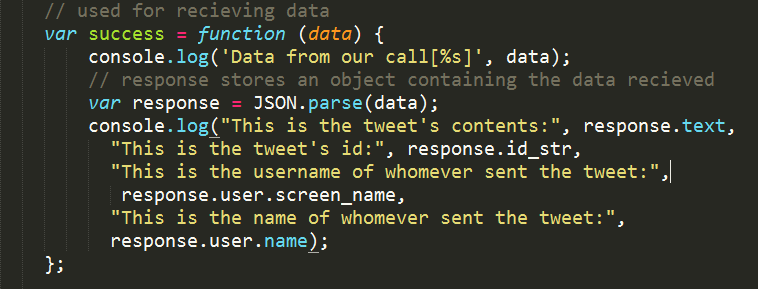 // used for recieving data
var success = function (data) {
console.log('Data from our call[%s]', data);
// response stores an object containing the data recieved
var response = JSON.parse(data);
console.log("This is the tweet's contents:", response.text,
"This is the tweet's id:", response.id_str,
"This is the username of whomever sent the tweet:",
response.user.screen_name,
"This is the name of whomever sent the tweet:",
response.user.name);
};